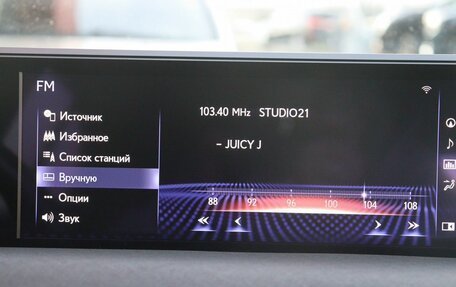 FM
Источник
Избранное
Список станций
Вручную
Опции
Звук
103.40 MHz STUDIO21
– JUICY J
88 92 96 100 104 108